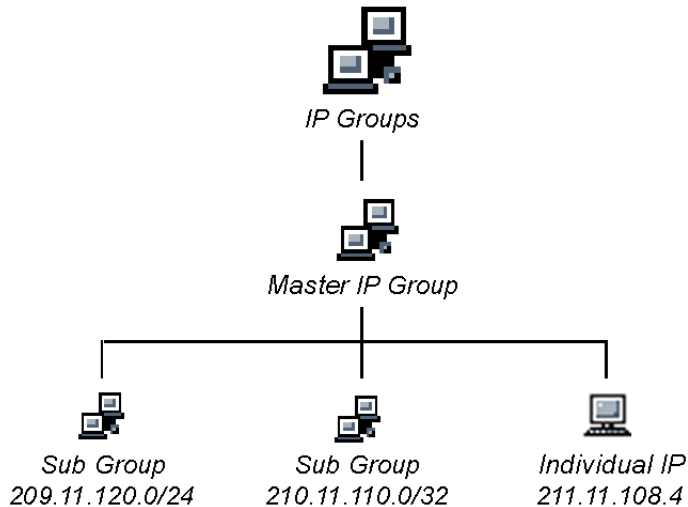 IP Groups
Master IP Group
Sub Group
209.11.120.0/24
Sub Group
210.11.110.0/32
Individual IP
211.11.108.4